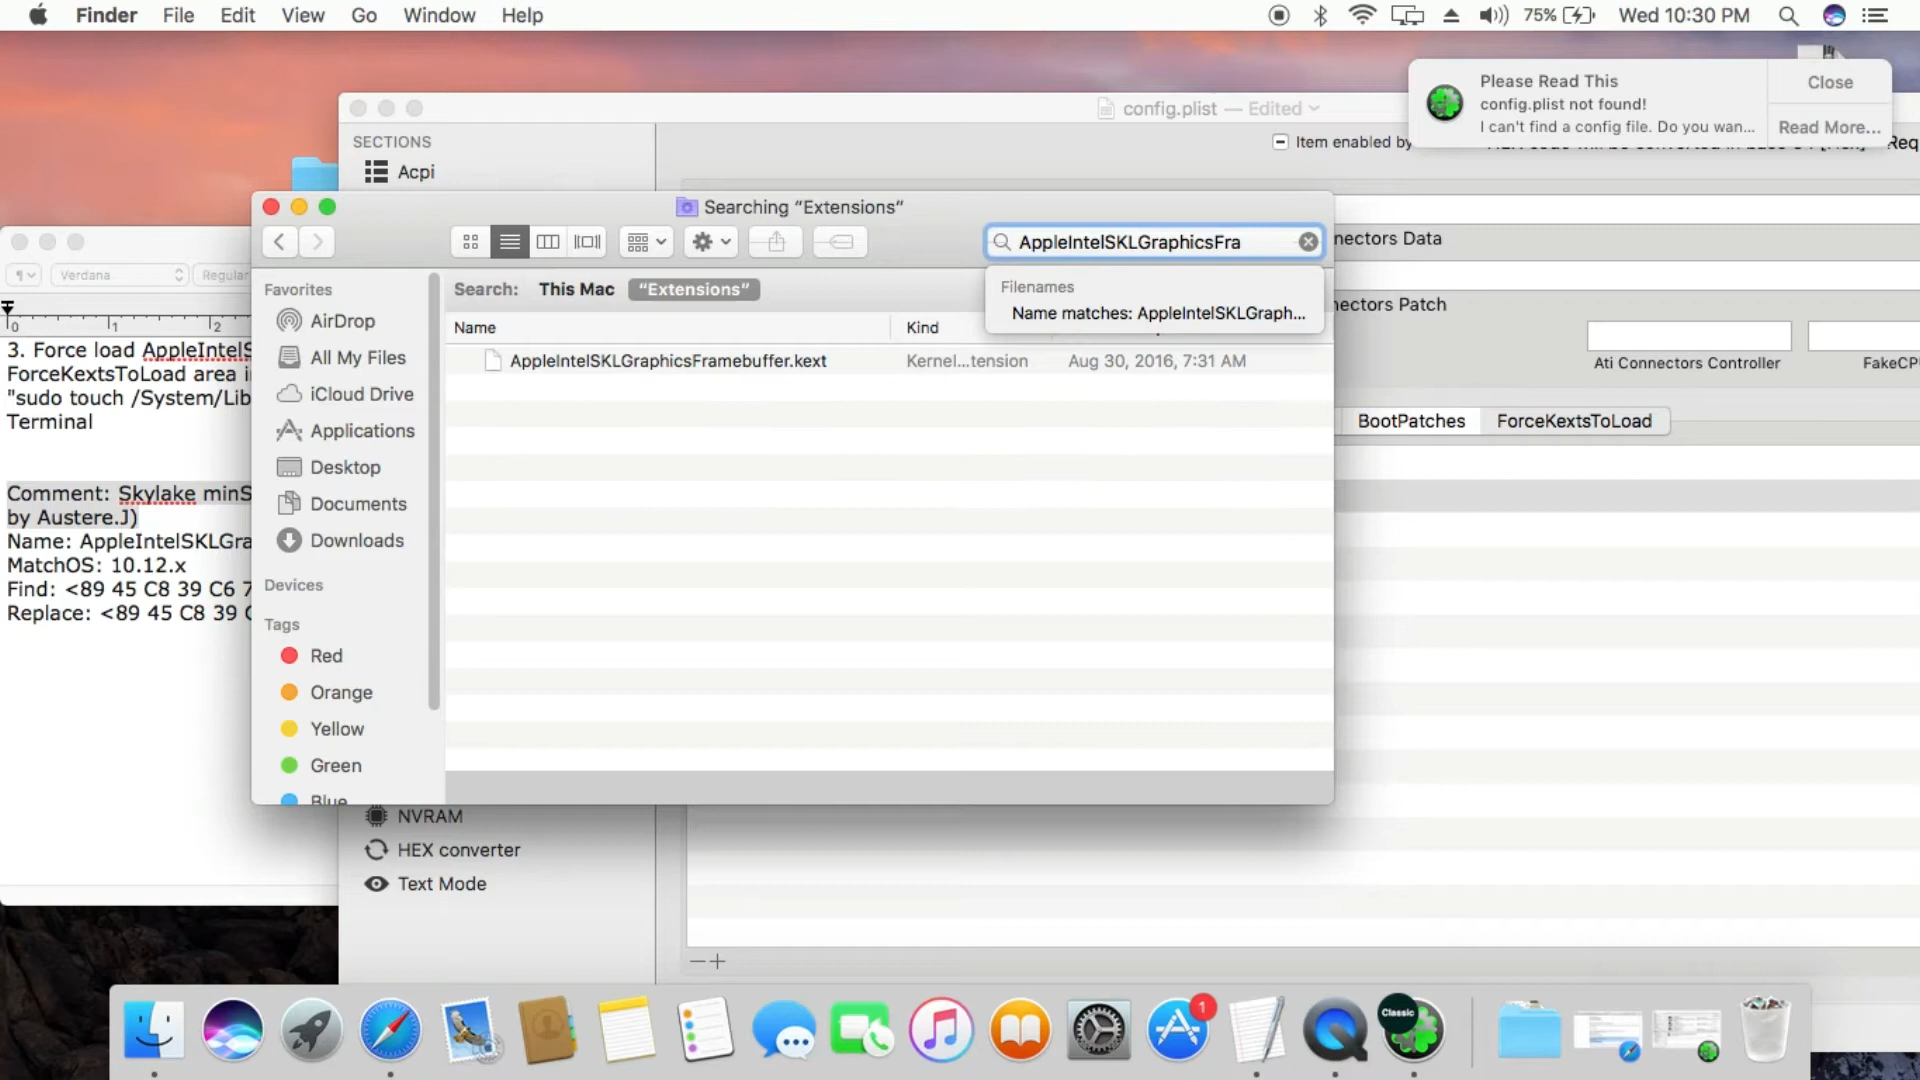 Finder File Edit View Go Window Help 75% Wed 10:30 PM
Please Read This
Close
config.plist not found!
I can't find a config file. Do you wan...
Read More...
config.plist — Edited
SECTIONS
Item enabled by
Acpi
Searching “Extensions”
AppleIntelSKLGraphicsFra
nectors Data
Verdana Regular
Favorites
Search: This Mac “Extensions”
Filenames
Name matches: AppleIntelSKLGraph...
nectors Patch
0 1 2
AirDrop
Name Kind
3. Force load AppleIntelS
ForceKextsToLoad area i
"sudo touch /System/Lib
Terminal
All My Files
AppleIntelSKLGraphicsFramebuffer.kext Kernel...tension Aug 30, 2016, 7:31 AM
Ati Connectors Controller FakeCP
iCloud Drive
Applications
BootPatches ForceKextsToLoad
Desktop
Comment: Skylake minS
by Austere.J)
Name: AppleIntelSKLGra
MatchOS: 10.12.x
Find: <89 45 C8 39 C6 7
Replace: <89 45 C8 39 C
Documents
Downloads
Devices
Tags
Red
Orange
Yellow
Green
Blue
NVRAM
HEX converter
Text Mode
1
Classic